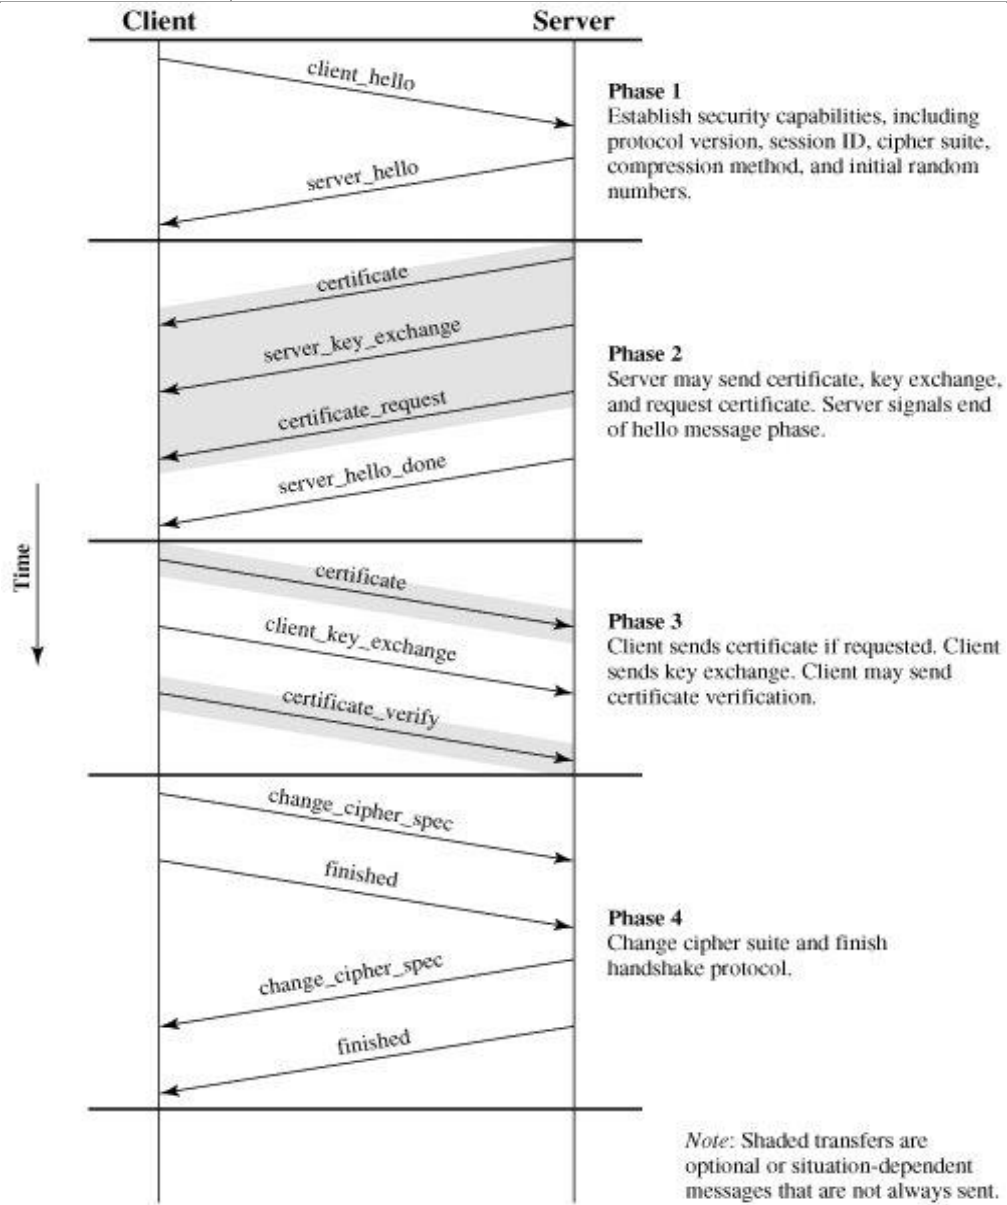 Client
Server
client_hello
Phase 1
Establish security capabilities, including
protocol version, session ID, cipher suite,
compression method, and initial random
numbers.
server_hello
certificate
server_key_exchange
certificate_request
server_hello_done
Phase 2
Server may send certificate, key exchange,
and request certificate. Server signals end
of hello message phase.
Time
certificate
client_key_exchange
certificate_verify
Phase 3
Client sends certificate if requested. Client
sends key exchange. Client may send
certificate verification.
change_cipher_spec
finished
change_cipher_spec
finished
Phase 4
Change cipher suite and finish
handshake protocol.
Note: Shaded transfers are
optional or situation-dependent
messages that are not always sent.